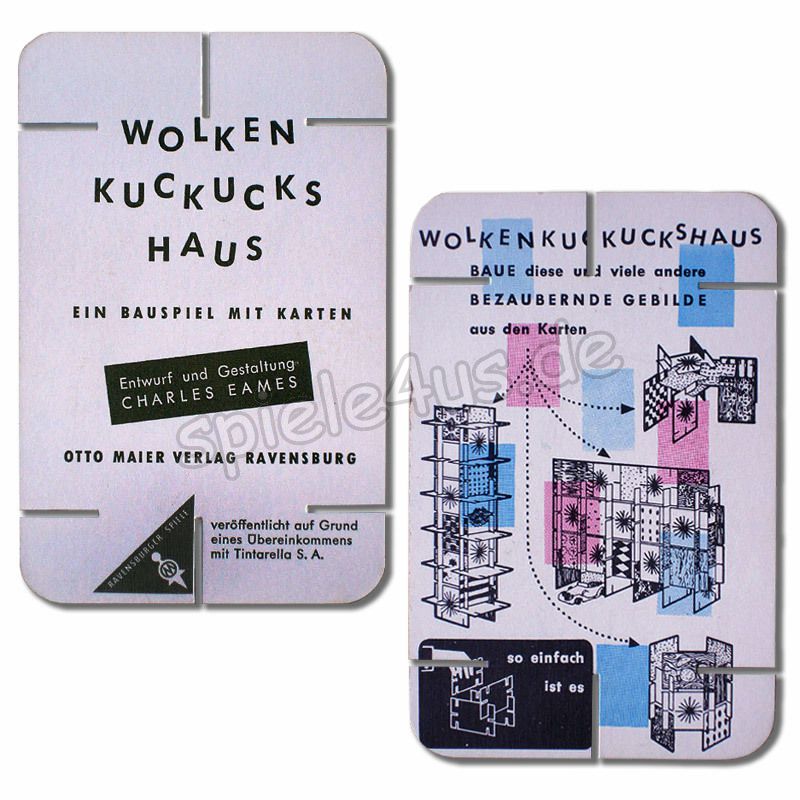 WOLKEN
KUCKUCKS
HAUS
EIN BAUSPIEL MIT KARTEN
Entwurf und Gestaltung
CHARLES EAMES
OTTO MAIER VERLAG RAVENSBURG
RAVENSBURGER SPIELE
veröffentlicht auf Grund
eines Übereinkommens
mit Tintarella S. A.
WOLKENKUCKUCKSHAUS
BAUE diese und viele andere
BEZAUBERNDE GEBILDE
aus den Karten
so einfach
ist es
spiele4us.de